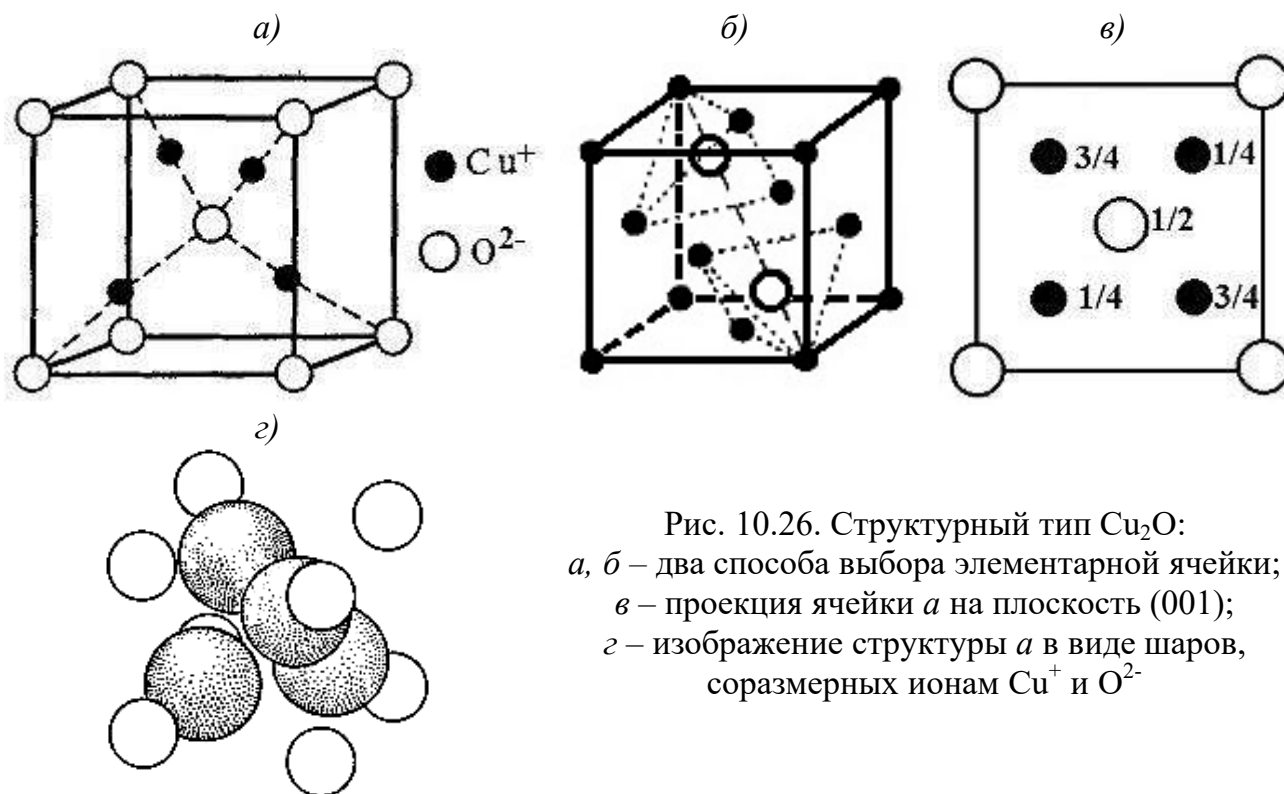 а)
б)
в)
Cu⁺
O²⁻
3/4
1/4
1/2
1/4
3/4
г)
Рис. 10.26. Структурный тип Cu₂O:
а, б – два способа выбора элементарной ячейки;
в – проекция ячейки а на плоскость (001);
г – изображение структуры а в виде шаров,
соразмерных ионам Cu⁺ и O²⁻